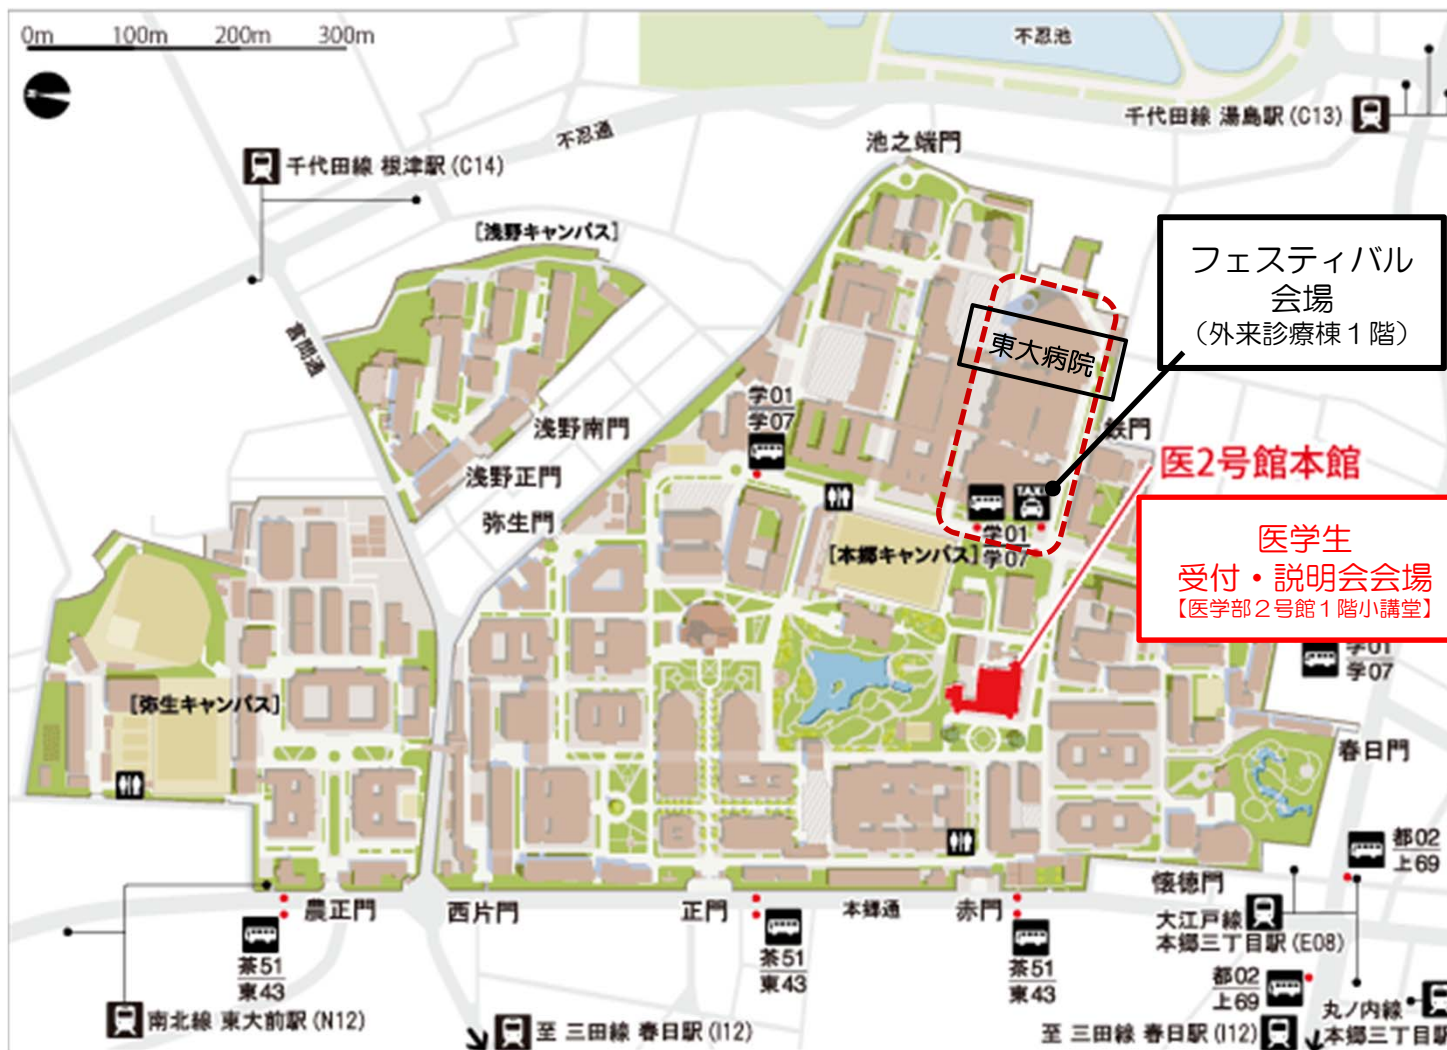 0m 100m 200m 300m
不忍池
千代田線 湯島駅(C13)
不忍通
池之端門
千代田線 根津駅(C14)
[浅野キャンパス]
フェスティバル
会場
(外来診療棟1階)
東大病院
言問通
学01
学07
浅野南門
鉄門
医2号館本館
浅野正門
TAXI
弥生門
学01
学07
[本郷キャンパス]
医学生
受付・説明会会場
【医学部2号館1階小講堂】
学01
学07
[弥生キャンパス]
春日門
都02
上69
懐徳門
農正門
西片門
正門
本郷通
赤門
大江戸線
本郷三丁目駅(E08)
茶51
東43
茶51
東43
茶51
東43
都02
上69
南北線 東大前駅(N12)
至 三田線 春日駅(I12)
至 三田線 春日駅(I12)
丸ノ内線
本郷三丁目駅